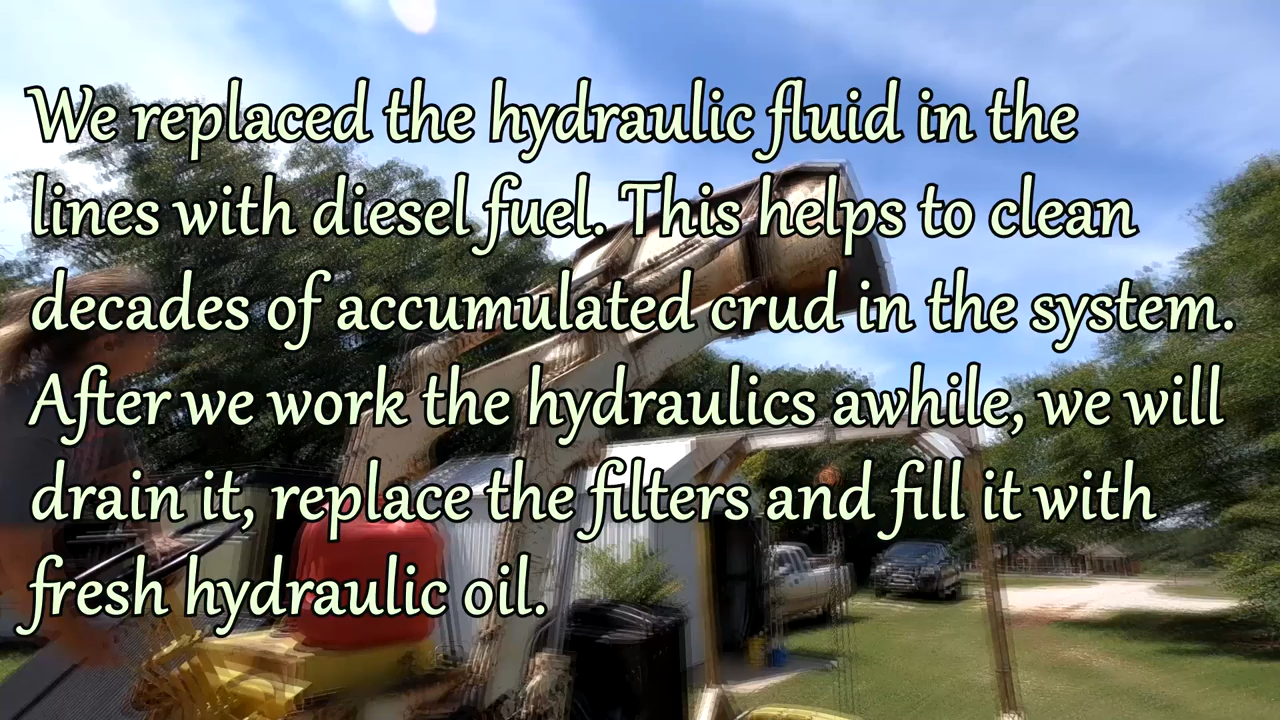 We replaced the hydraulic fluid in the
lines with diesel fuel. This helps to clean
decades of accumulated crud in the system.
After we work the hydraulics awhile, we will
drain it, replace the filters and fill it with
fresh hydraulic oil.